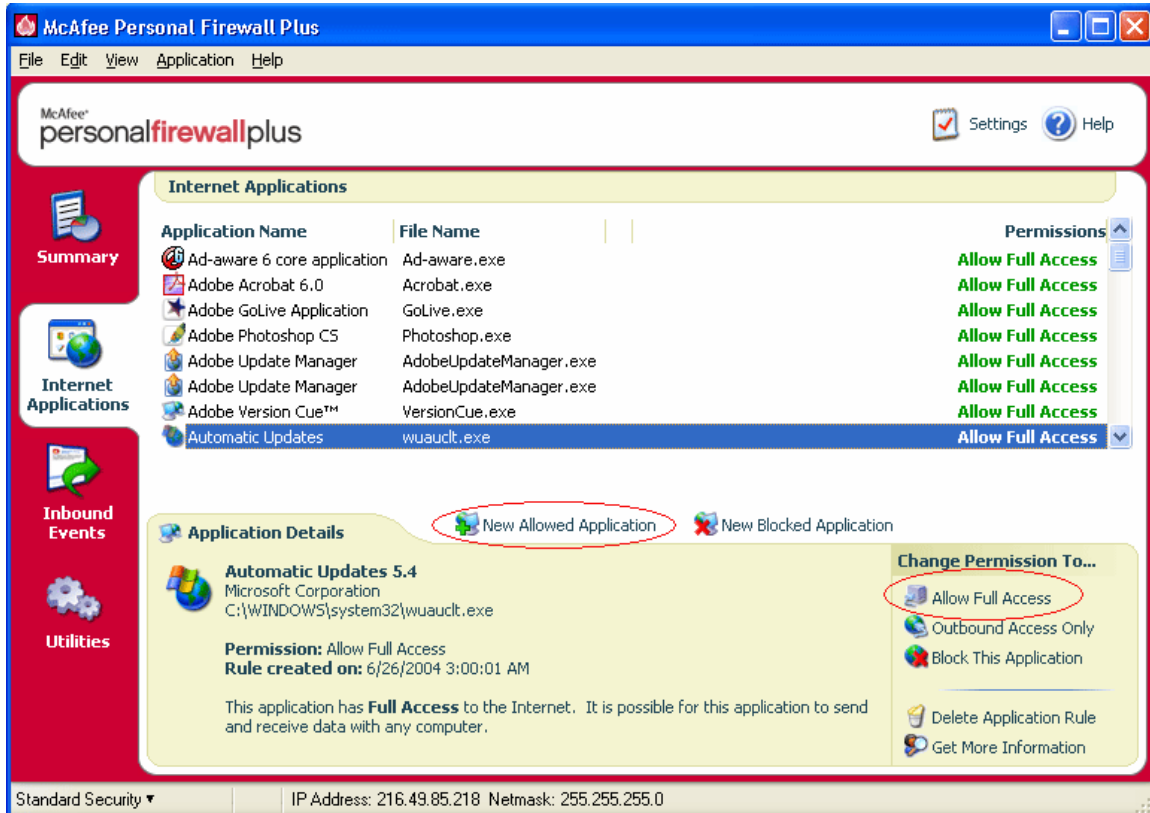 McAfee Personal Firewall Plus
File Edit View Application Help
McAfee®
personalfirewallplus
Settings Help
Internet Applications
Application Name File Name Permissions
Ad-aware 6 core application Ad-aware.exe Allow Full Access
Adobe Acrobat 6.0 Acrobat.exe Allow Full Access
Adobe GoLive Application GoLive.exe Allow Full Access
Adobe Photoshop CS Photoshop.exe Allow Full Access
Adobe Update Manager AdobeUpdateManager.exe Allow Full Access
Adobe Update Manager AdobeUpdateManager.exe Allow Full Access
Adobe Version Cue™ VersionCue.exe Allow Full Access
Automatic Updates wuauclt.exe Allow Full Access
Summary
Internet
Applications
Inbound
Events
Utilities
Application Details
New Allowed Application New Blocked Application
Automatic Updates 5.4
Microsoft Corporation
C:\WINDOWS\system32\wuauclt.exe
Permission: Allow Full Access
Rule created on: 6/26/2004 3:00:01 AM
This application has Full Access to the Internet. It is possible for this application to send
and receive data with any computer.
Change Permission To...
Allow Full Access
Outbound Access Only
Block This Application
Delete Application Rule
Get More Information
Standard Security
IP Address: 216.49.85.218 Netmask: 255.255.255.0